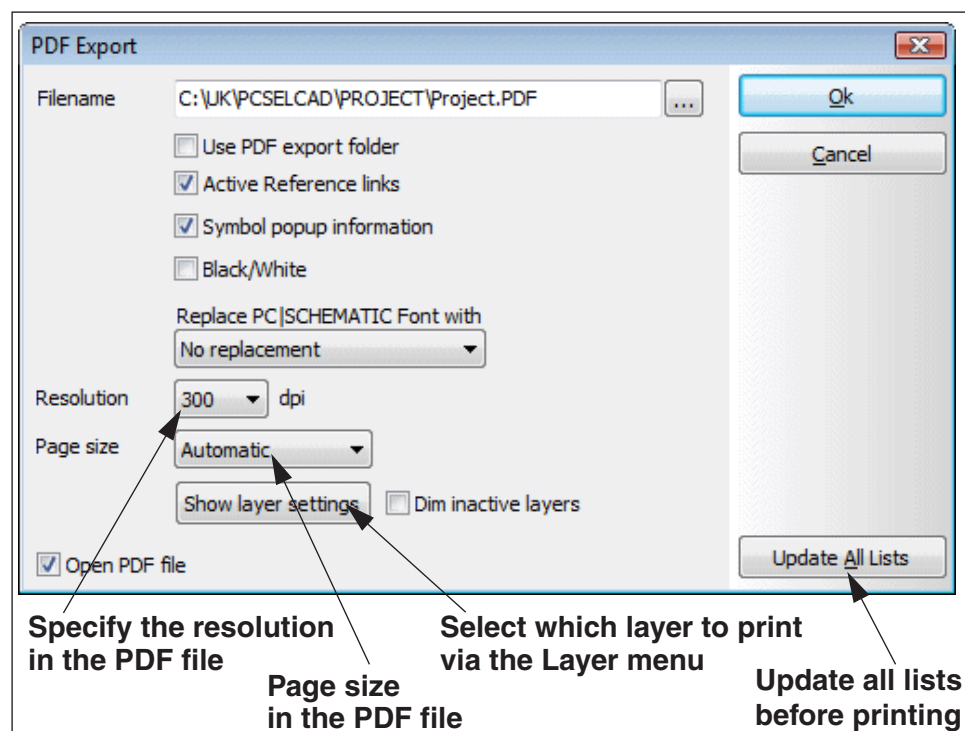 PDF Export
Filename C:\UK\PCSELCAD\PROJECT\Project.PDF ...
Ok
Use PDF export folder
Cancel
Active Reference links
Symbol popup information
Black/White
Replace PC|SCHEMATIC Font with
No replacement
Resolution 300 dpi
Page size Automatic
Show layer settings Dim inactive layers
Open PDF file
Update All Lists
Specify the resolution
in the PDF file
Select which layer to print
via the Layer menu
Page size
in the PDF file
Update all lists
before printing